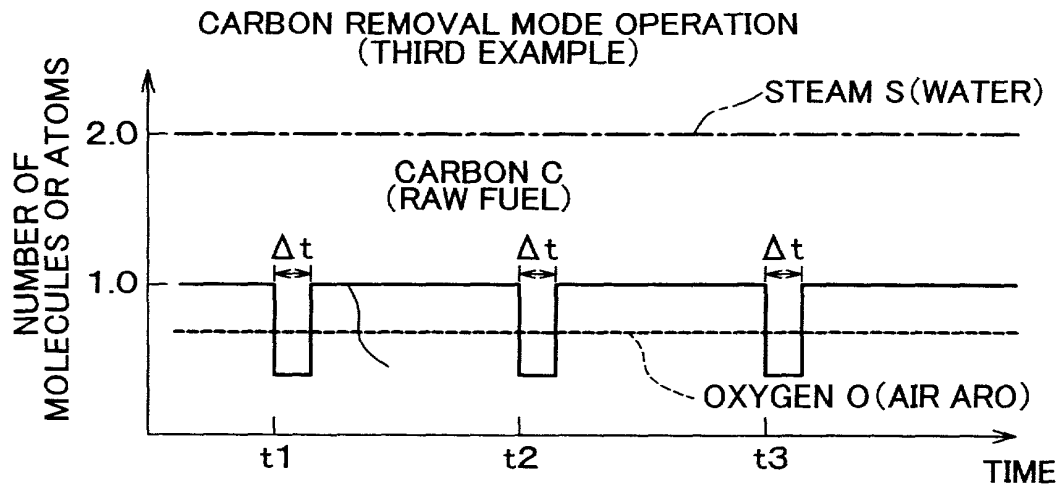 CARBON REMOVAL MODE OPERATION
(THIRD EXAMPLE)
STEAM S(WATER)
2.0
CARBON C
(RAW FUEL)
NUMBER OF
MOLECULES OR ATOMS
Δt
Δt
Δt
1.0
OXYGEN O(AIR ARO)
t1
t2
t3
TIME